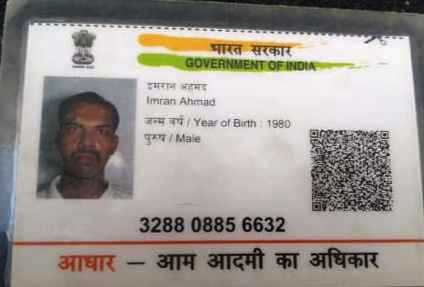 भारत सरकार
GOVERNMENT OF INDIA
इमरान अहमद
Imran Ahmad
जन्म वर्ष / Year of Birth : 1980
पुरुष / Male
3288 0885 6632
आधार — आम आदमी का अधिकार